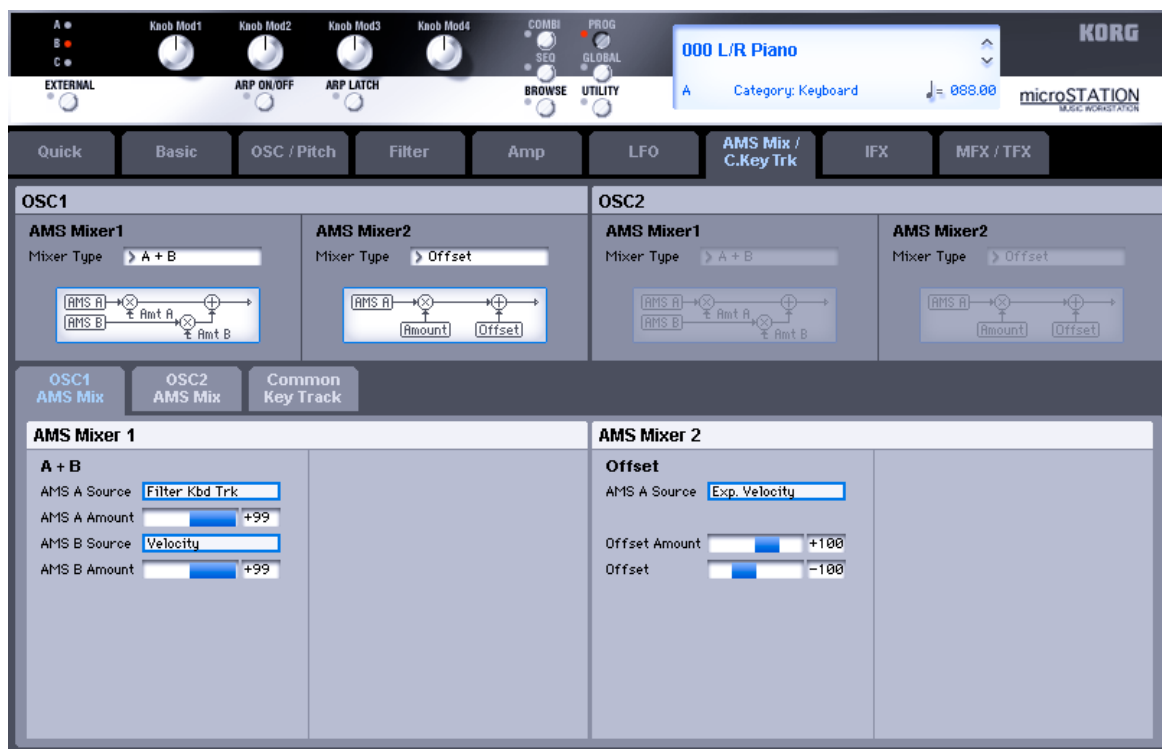 A
B
C
Knob Mod1 Knob Mod2 Knob Mod3 Knob Mod4
COMBI PROG
SEQ GLOBAL
EXTERNAL ARP ON/OFF ARP LATCH BROWSE UTILITY
000 L/R Piano
A Category: Keyboard = 088.00
KORG
microSTATION
MUSIC WORKSTATION
Quick Basic OSC / Pitch Filter Amp LFO AMS Mix / IFX MFX / TFX
C.Key Trk
OSC1 OSC2
AMS Mixer1 AMS Mixer2 AMS Mixer1 AMS Mixer2
Mixer Type A + B Mixer Type Offset Mixer Type A + B Mixer Type Offset
AMS A AMS A AMS A AMS A
Amt A Amt A
AMS B AMS B
Amt B Amount Offset Amt B Amount Offset
OSC1 OSC2 Common
AMS Mix AMS Mix Key Track
AMS Mixer 1 AMS Mixer 2
A + B Offset
AMS A Source Filter Kbd Trk AMS A Source Exp. Velocity
AMS A Amount +99
AMS B Source Velocity Offset Amount +100
AMS B Amount +99 Offset -100